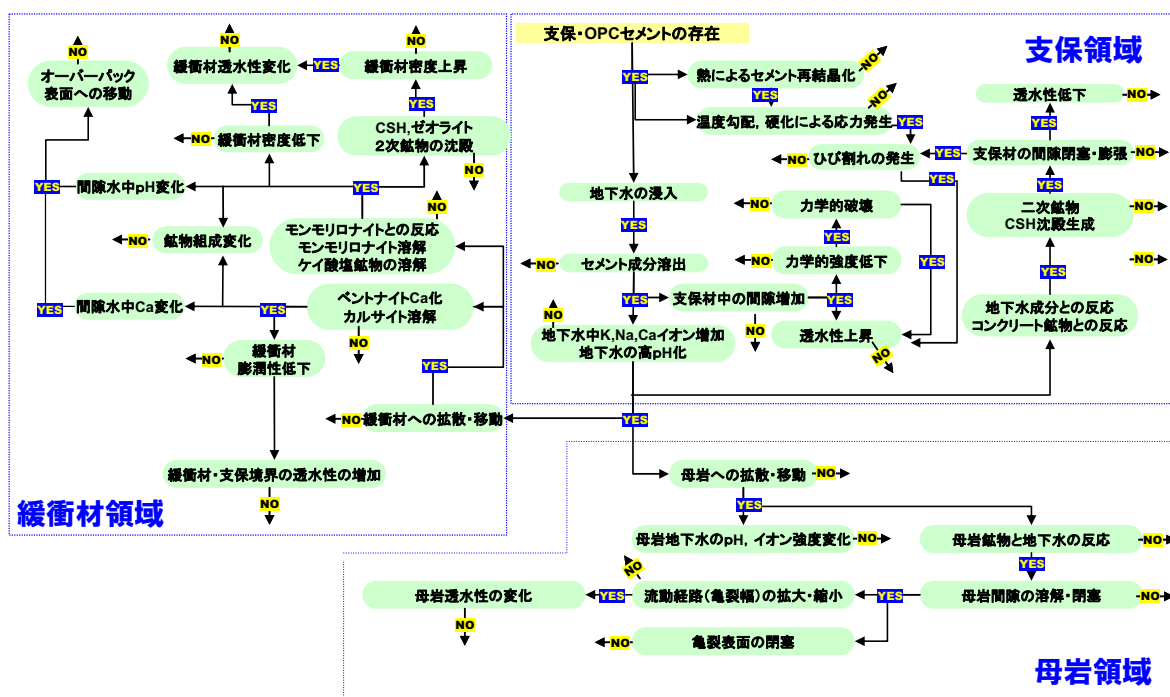 支保領域
支保・OPCセメントの存在
YES
熱によるセメント再結晶化
NO
YES
温度勾配，硬化による応力発生
NO
YES
ひび割れの発生
NO
YES
透水性低下
NO
YES
支保材の間隙閉塞・膨張
NO
YES
YES
二次鉱物
CSH沈殿生成
NO
NO
YES
地下水成分との反応
コンクリート鉱物との反応
地下水の浸入
YES
セメント成分溶出
NO
YES
支保材中の間隙増加
NO
YES
力学的強度低下
NO
YES
力学的破壊
NO
透水性上昇
NO
地下水中K,Na,Caイオン増加
地下水の高pH化
NO
YES
緩衝材領域
緩衝材への拡散・移動
NO
YES
モンモリロナイトとの反応
モンモリロナイト溶解
ケイ酸塩鉱物の溶解
NO
YES
ベントナイトCa化
カルサイト溶解
NO
YES
CSH,ゼオライト
２次鉱物の沈殿
NO
YES
緩衝材密度上昇
NO
YES
緩衝材透水性変化
NO
YES
緩衝材密度低下
NO
YES
YES
オーバーパック
表面への移動
NO
YES
間隙水中pH変化
鉱物組成変化
NO
YES
間隙水中Ca変化
緩衝材
膨潤性低下
NO
緩衝材・支保境界の透水性の増加
NO
母岩領域
母岩への拡散・移動
NO
YES
母岩地下水のpH，イオン強度変化
NO
母岩鉱物と地下水の反応
NO
YES
母岩間隙の溶解・閉塞
NO
YES
流動経路（亀裂幅）の拡大・縮小
NO
YES
母岩透水性の変化
NO
亀裂表面の閉塞
NO